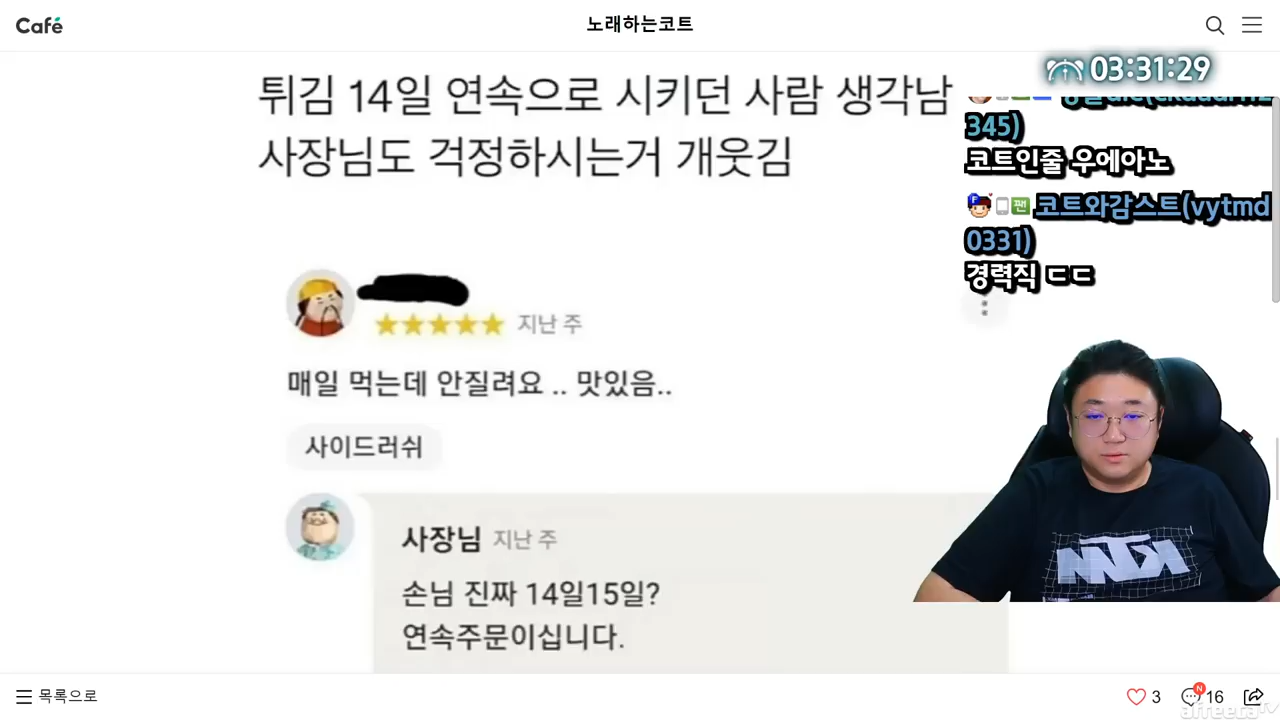 Café
노래하는코트
03:31:29
튀김 14일 연속으로 시키던 사람 생각남
사장님도 걱정하시는거 개웃김
345)
코트인줄 우에아노
팬 코트와감스트(vytmd
0331)
경력직 ㄷㄷ
지난 주
매일 먹는데 안질려요 .. 맛있음..
사이드러쉬
사장님 지난 주
손님 진짜 14일15일?
연속주문이십니다.
목록으로
3
N
16
afreecaTV